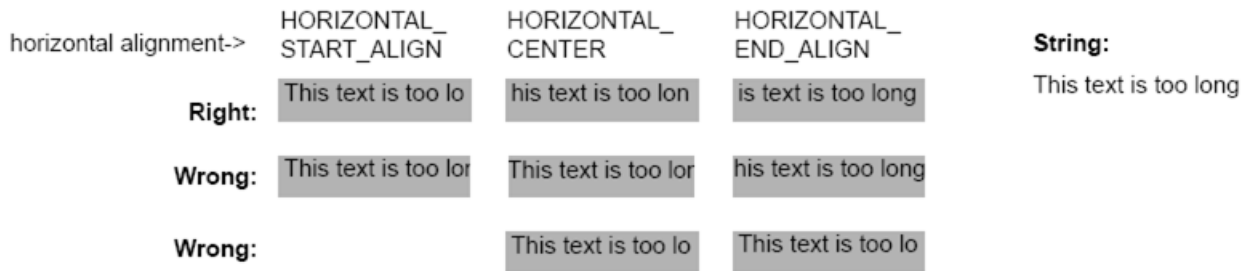 HORIZONTAL_ HORIZONTAL_ HORIZONTAL_
horizontal alignment-> START_ALIGN CENTER END_ALIGN String:
Right: This text is too lo his text is too lon is text is too long This text is too long
Wrong: This text is too lor This text is too lor his text is too long
Wrong: This text is too lo This text is too lo